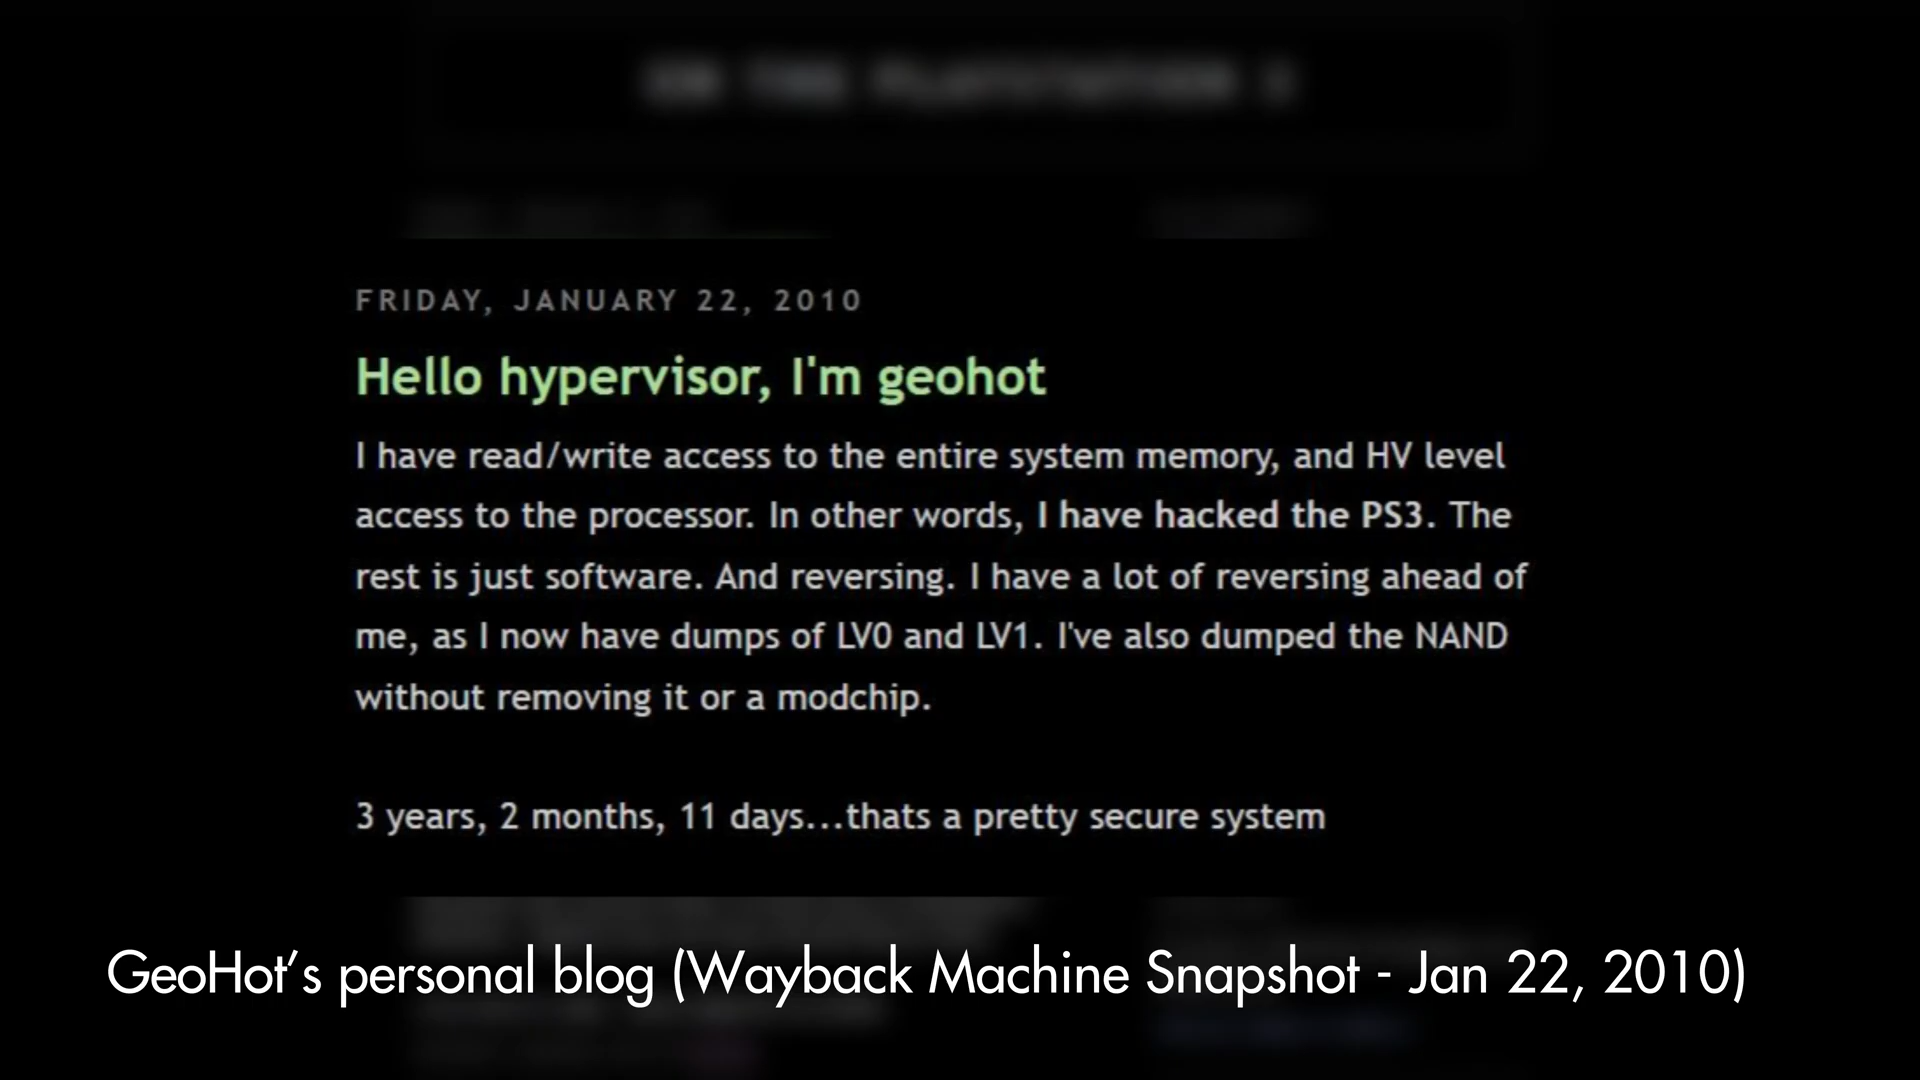 FRIDAY, JANUARY 22, 2010
Hello hypervisor, I'm geohot
I have read/write access to the entire system memory, and HV level
access to the processor. In other words, I have hacked the PS3. The
rest is just software. And reversing. I have a lot of reversing ahead of
me, as I now have dumps of LV0 and LV1. I've also dumped the NAND
without removing it or a modchip.
3 years, 2 months, 11 days...thats a pretty secure system
GeoHot’s personal blog (Wayback Machine Snapshot - Jan 22, 2010)